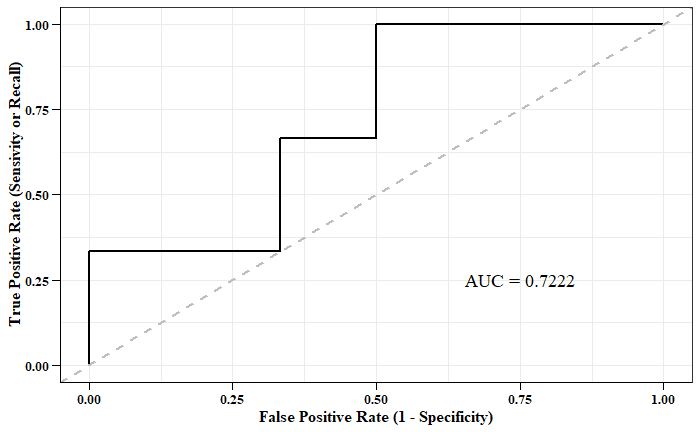 True Positive Rate (Sensivity or Recall)
1.00
0.75
0.50
0.25
0.00
AUC = 0.7222
0.00 0.25 0.50 0.75 1.00
False Positive Rate (1 - Specificity)